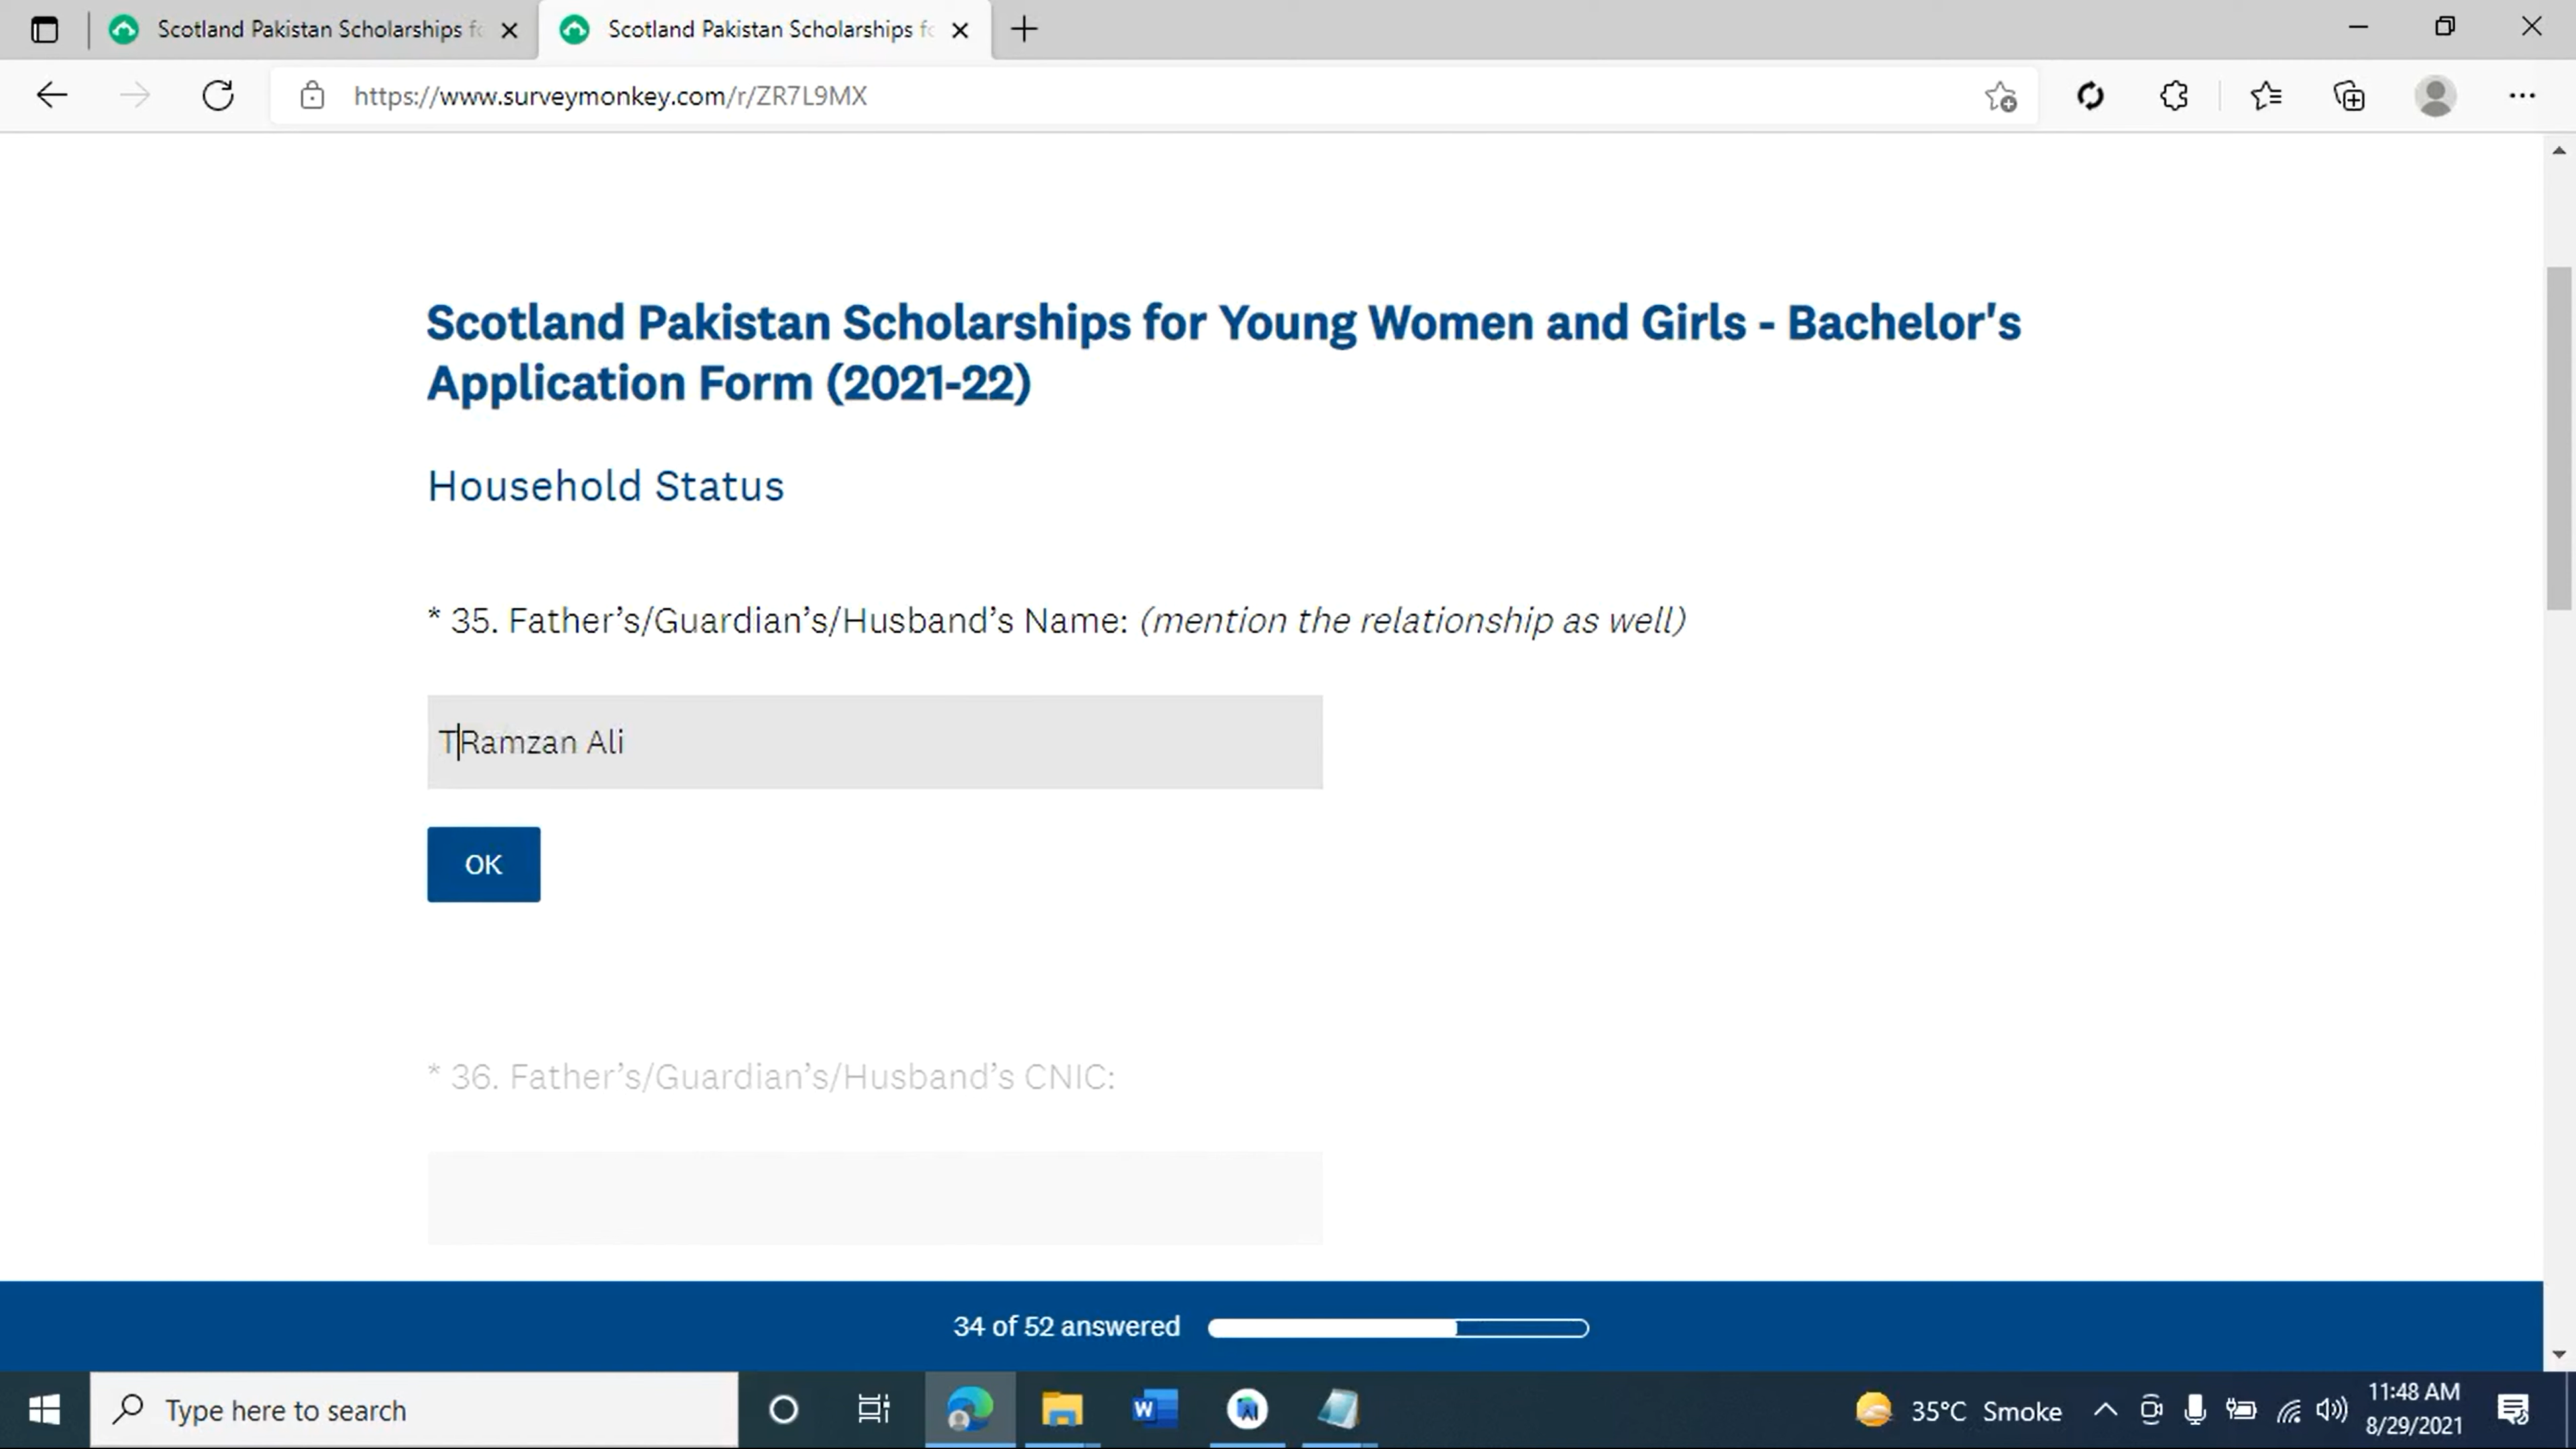 Scotland Pakistan Scholarships fo
Scotland Pakistan Scholarships fo
https://www.surveymonkey.com/r/ZR7L9MX
Scotland Pakistan Scholarships for Young Women and Girls - Bachelor's
Application Form (2021-22)
Household Status
* 35. Father’s/Guardian’s/Husband’s Name: (mention the relationship as well)
TRamzan Ali
OK
* 36. Father’s/Guardian’s/Husband’s CNIC:
34 of 52 answered
Type here to search
35°C Smoke
11:48 AM
8/29/2021